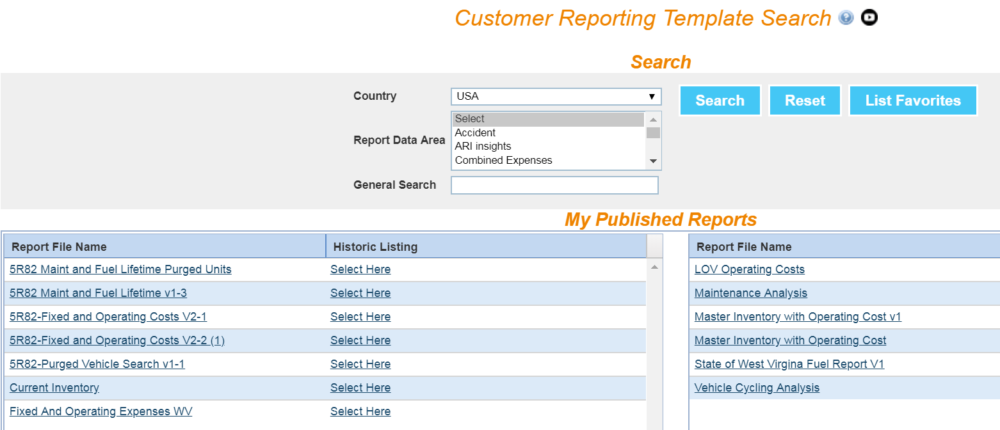 Customer Reporting Template Search
Search
Country
USA
Search
Reset
List Favorites
Report Data Area
Select
Accident
ARI insights
Combined Expenses
General Search
My Published Reports
Report File Name
Historic Listing
5R82 Maint and Fuel Lifetime Purged Units
Select Here
5R82 Maint and Fuel Lifetime v1-3
Select Here
5R82-Fixed and Operating Costs V2-1
Select Here
5R82-Fixed and Operating Costs V2-2 (1)
Select Here
5R82-Purged Vehicle Search v1-1
Select Here
Current Inventory
Select Here
Fixed And Operating Expenses WV
Select Here
Report File Name
LOV Operating Costs
Maintenance Analysis
Master Inventory with Operating Cost v1
Master Inventory with Operating Cost
State of West Virgina Fuel Report V1
Vehicle Cycling Analysis